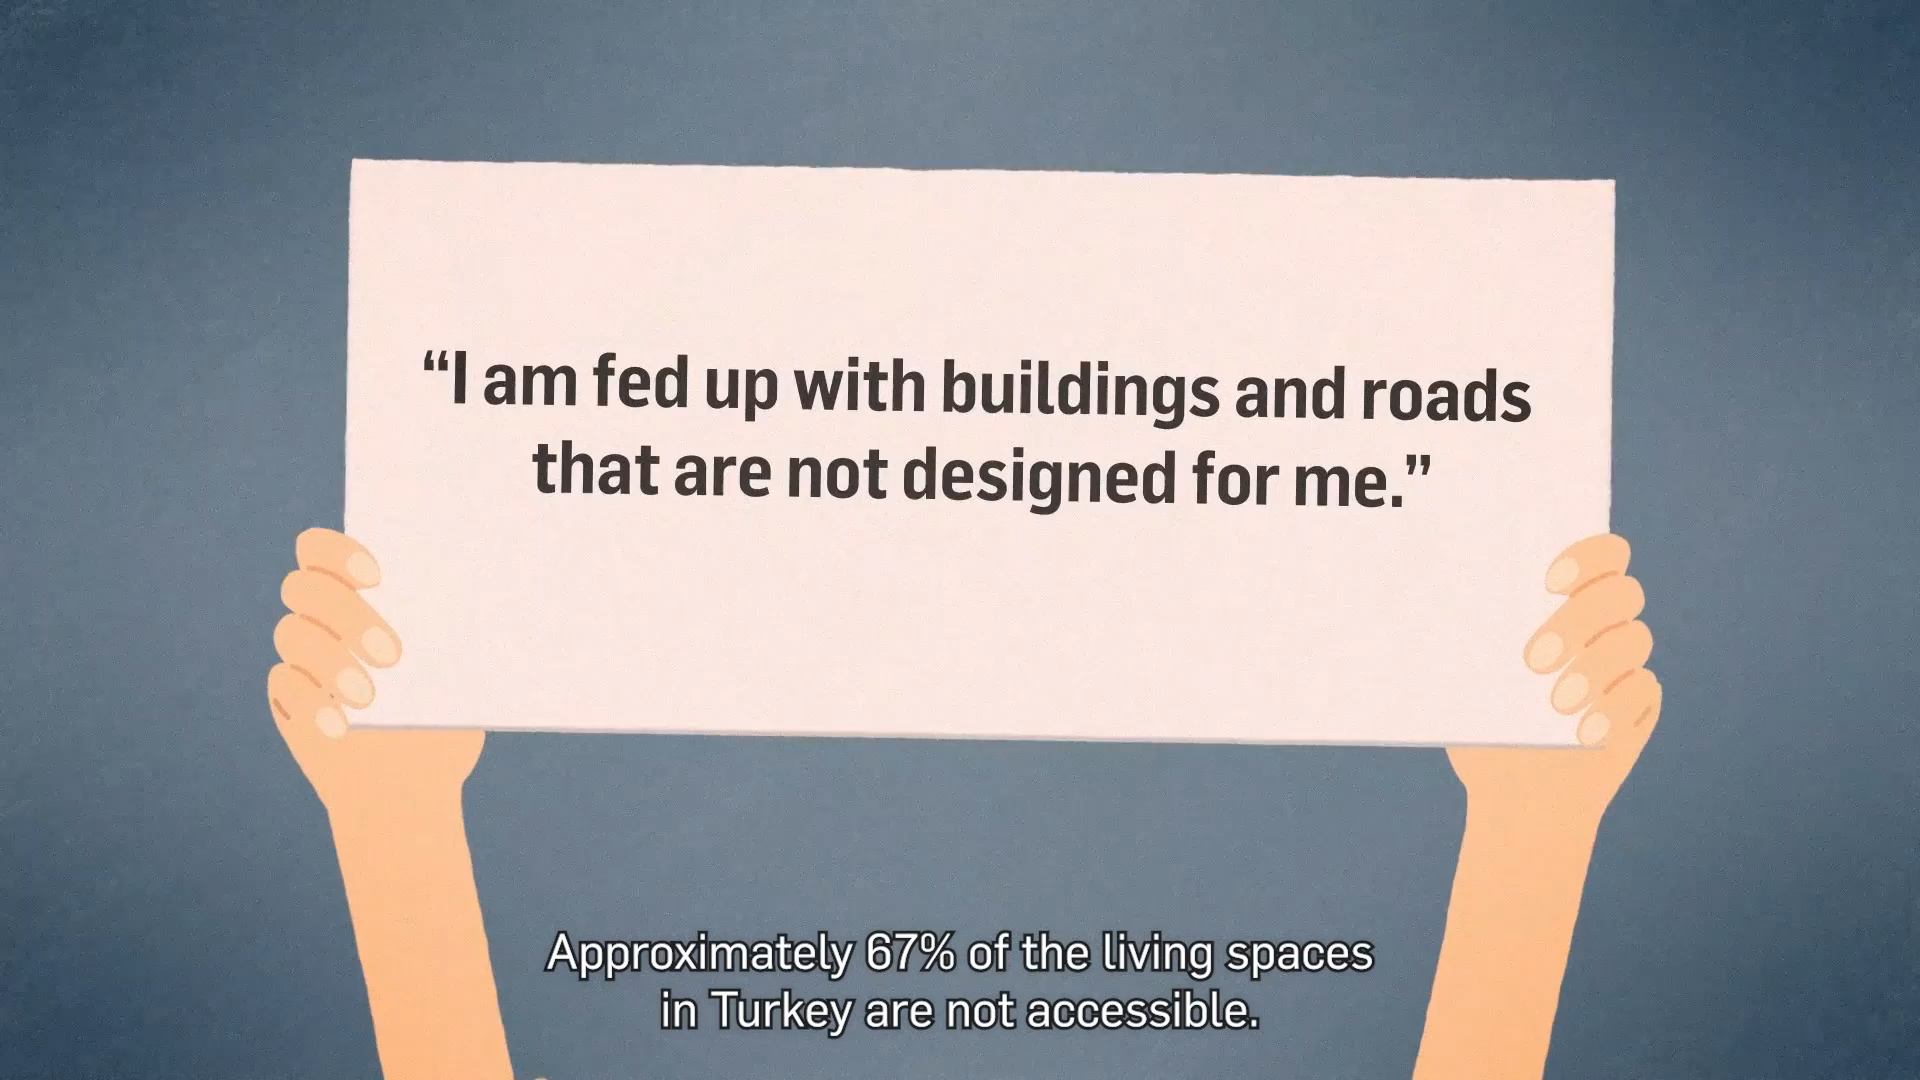 “I am fed up with buildings and roads
that are not designed for me.”
Approximately 67% of the living spaces
in Turkey are not accessible.